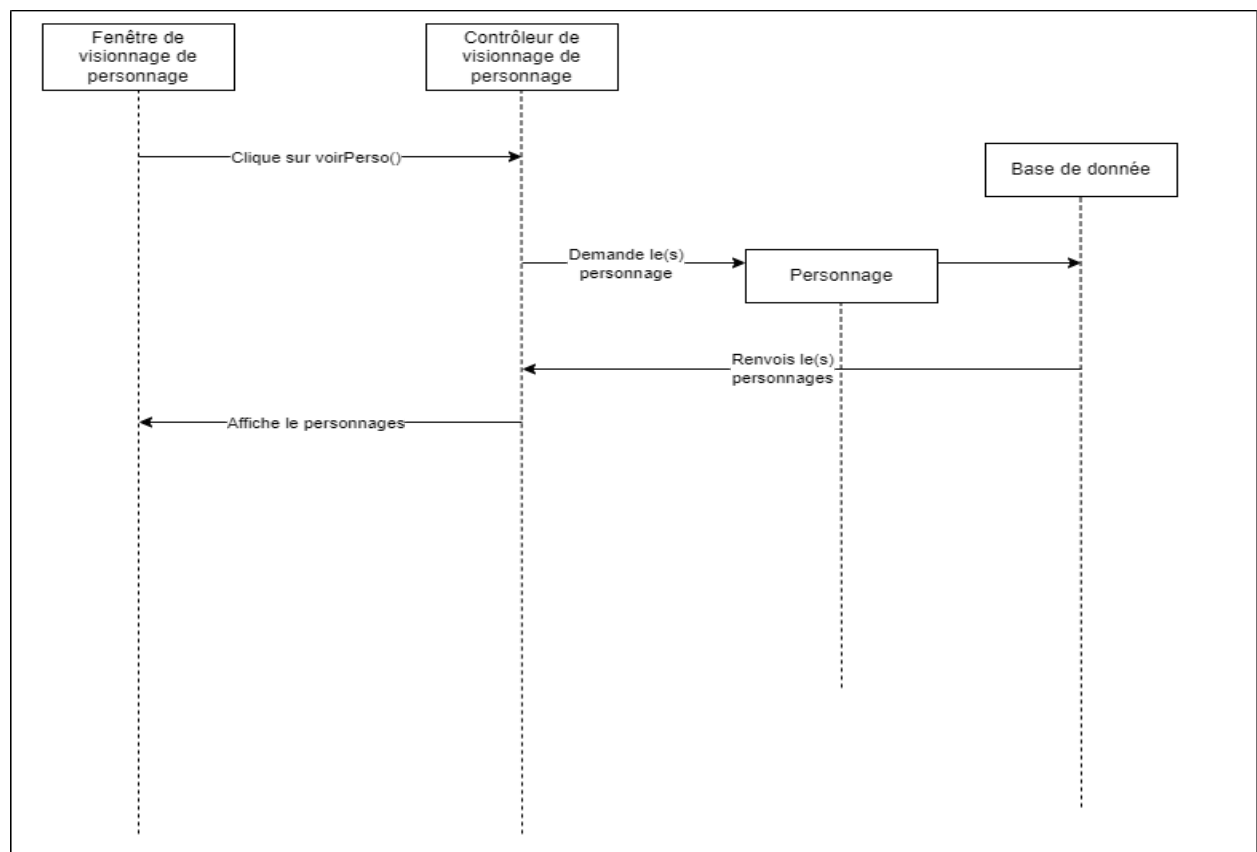 Fenêtre de
visionnage de
personnage
Contrôleur de
visionnage de
personnage
Clique sur voirPerso()
Base de donnée
Demande le(s)
personnage
Personnage
Renvois le(s)
personnages
Affiche le personnages